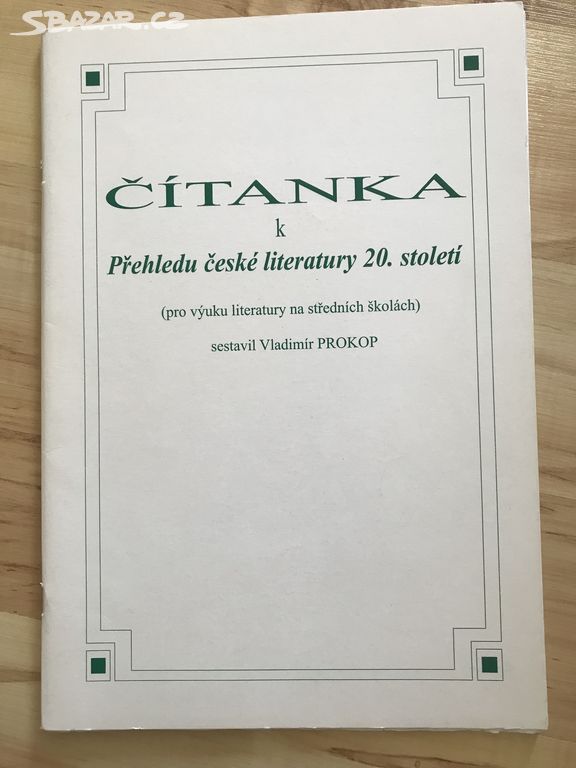 SBAZAR.CZ
ČÍTANKA
k
Přehledu české literatury 20. století
(pro výuku literatury na středních školách)
sestavil Vladimír PROKOP